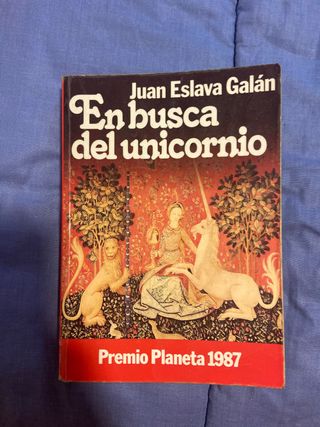 Juan Eslava Galán
En busca
del unicornio
Premio Planeta 1987